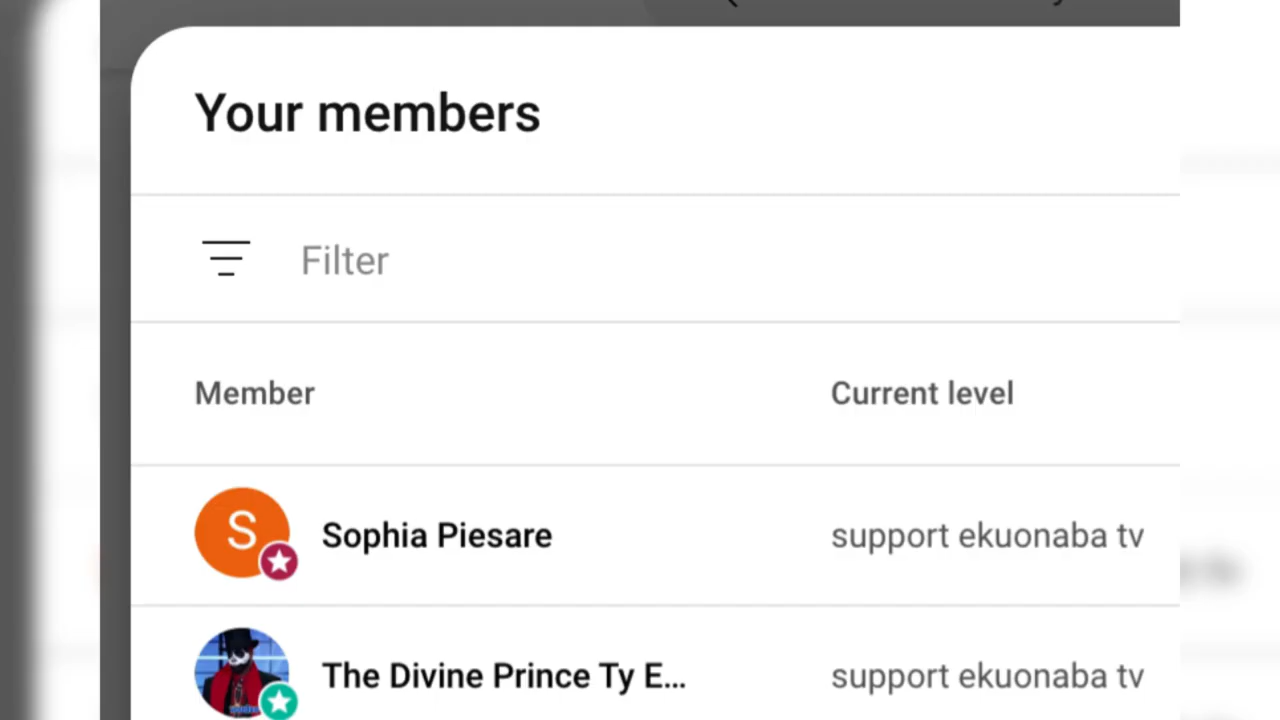 Your members
Filter
Member Current level
S Sophia Piesare support ekuonaba tv
The Divine Prince Ty E... support ekuonaba tv